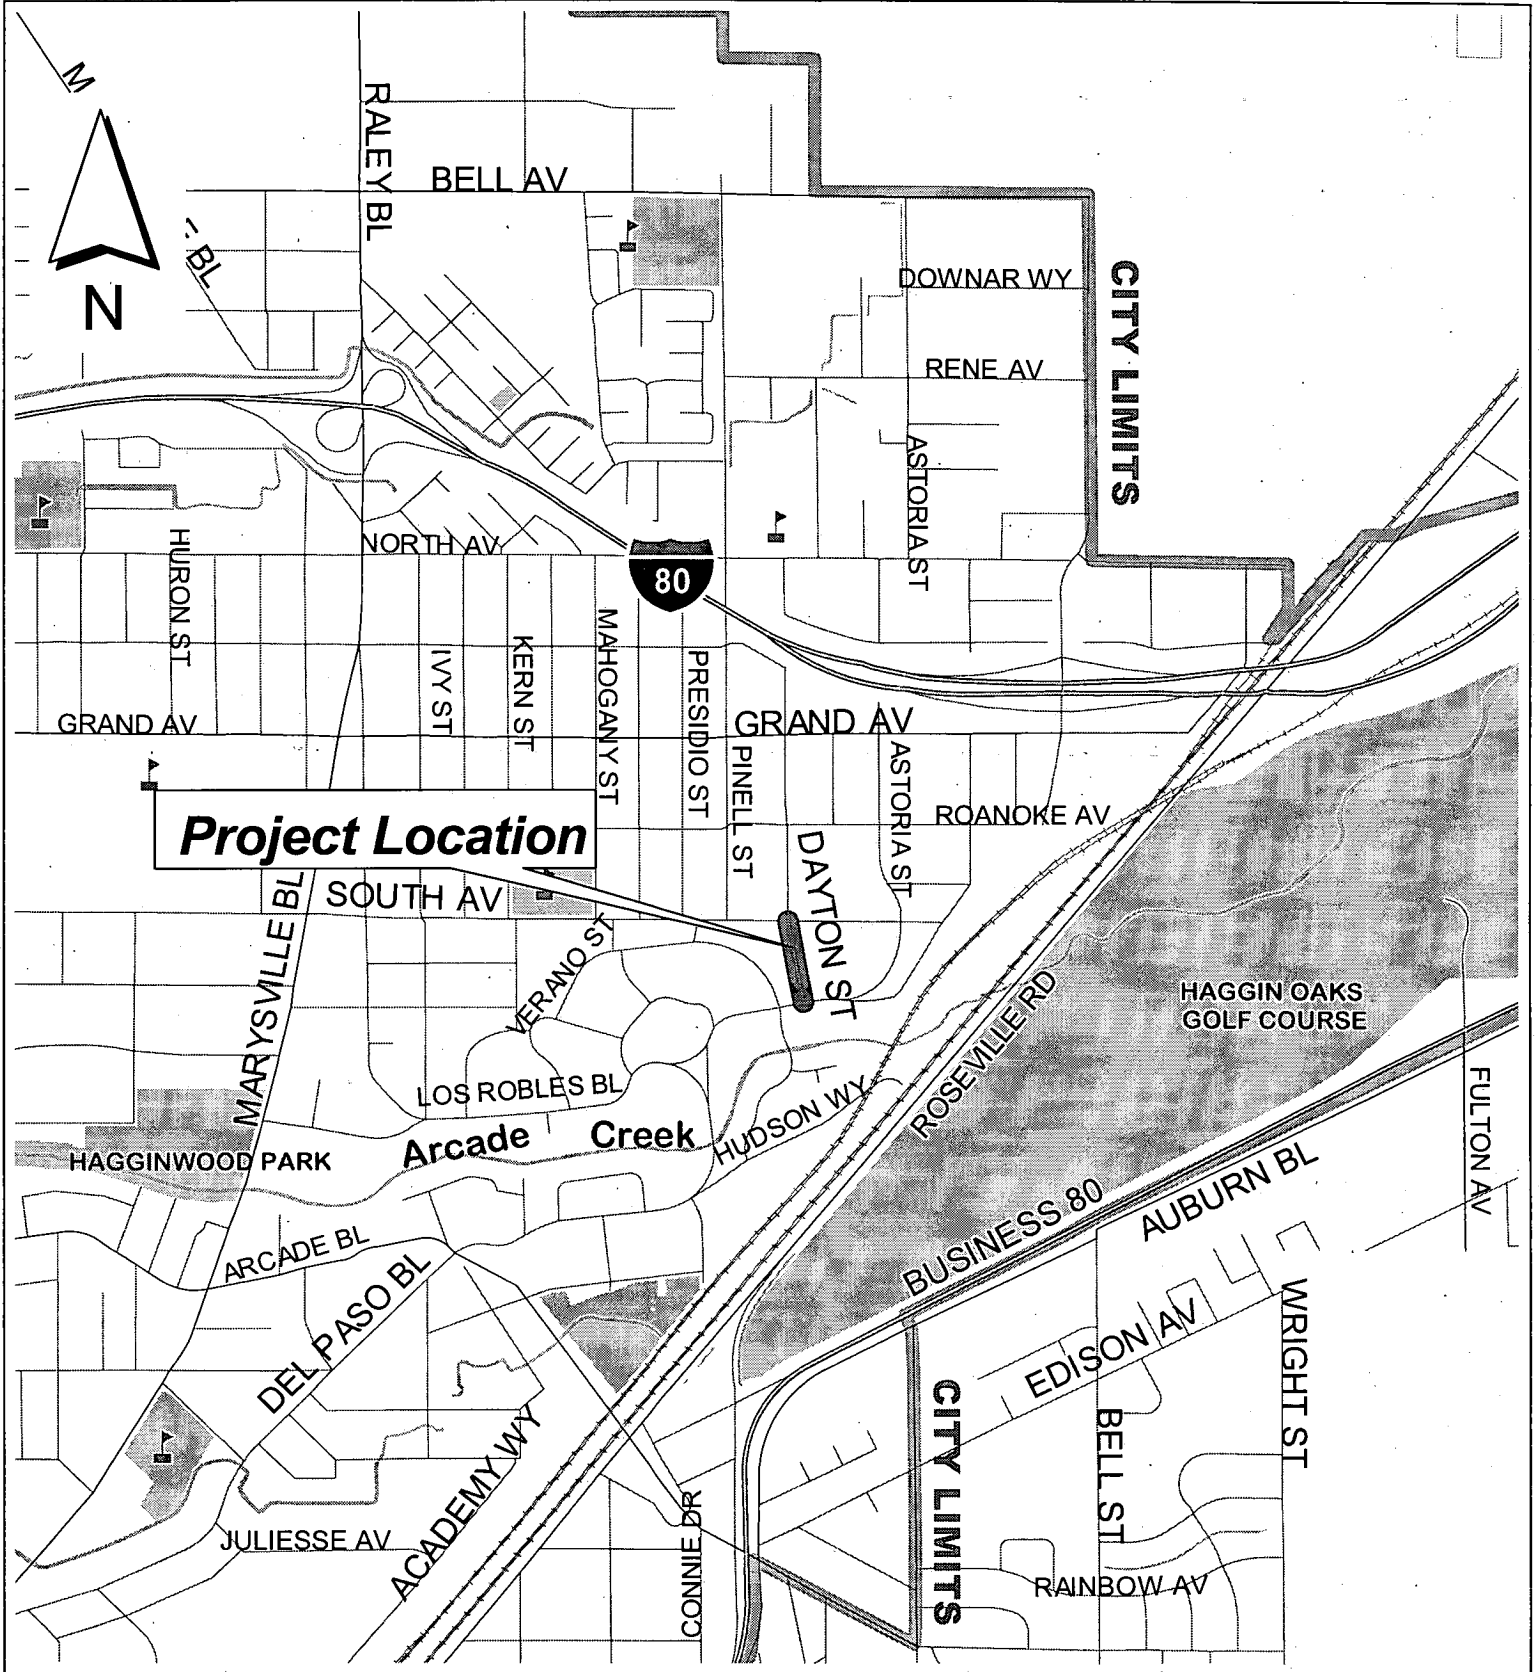 M
RALEY BL
BELL AV
BL
N
DOWNAR WY
CITY LIMITS
RENE AV
ASTORIA ST
NORTH AV
HURON ST
80
IVY ST
KERN ST
MAHOGANY ST
PRESIDIO ST
GRAND AV
GRAND AV
PINELL ST
ASTORIA ST
ROANOKE AV
Project Location
DAYTON ST
SOUTH AV
MARYSVILLE BL
VERANO ST
ROSEVILLE RD
HAGGIN OAKS
GOLF COURSE
LOS ROBLES BL
HUDSON WY
FULTON AV
Arcade Creek
HAGGINWOOD PARK
ARCADE BL
BUSINESS 80
AUBURN BL
DEL PASO BL
EDISON AV
WRIGHT ST
CITY LIMITS
BELL ST
ACADEMY WY
JULIESSE AV
CONNIE DR
RAINBOW AV